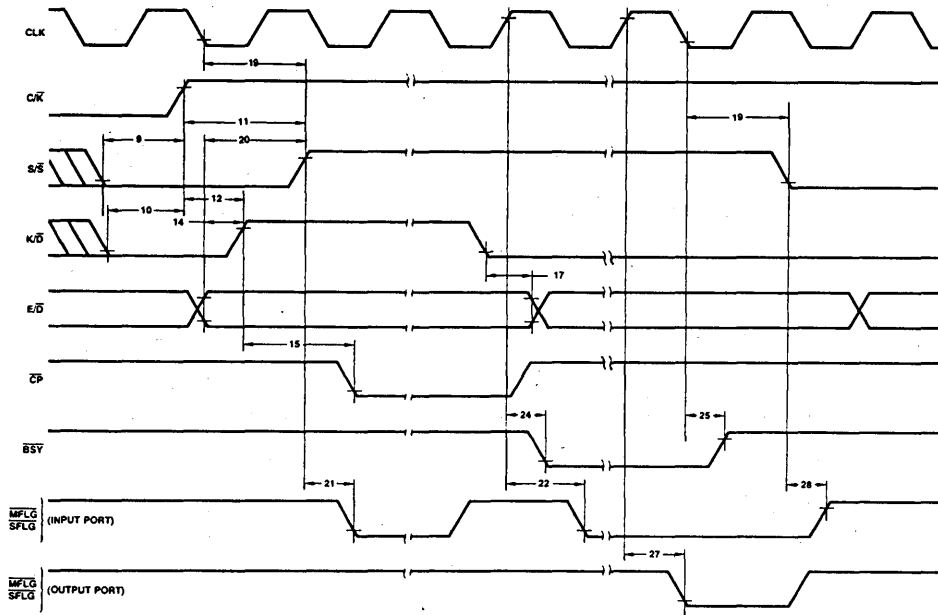 CLK
19
C/K̅
11
9
20
19
S/S̅
10
12
14
K/D̅
17
E/D̅
15
C̅P̅
24
25
B̅S̅Y̅
21
22
28
M̅F̅L̅G̅
S̅F̅L̅G̅ (INPUT PORT)
27
M̅F̅L̅G̅
S̅F̅L̅G̅ (OUTPUT PORT)